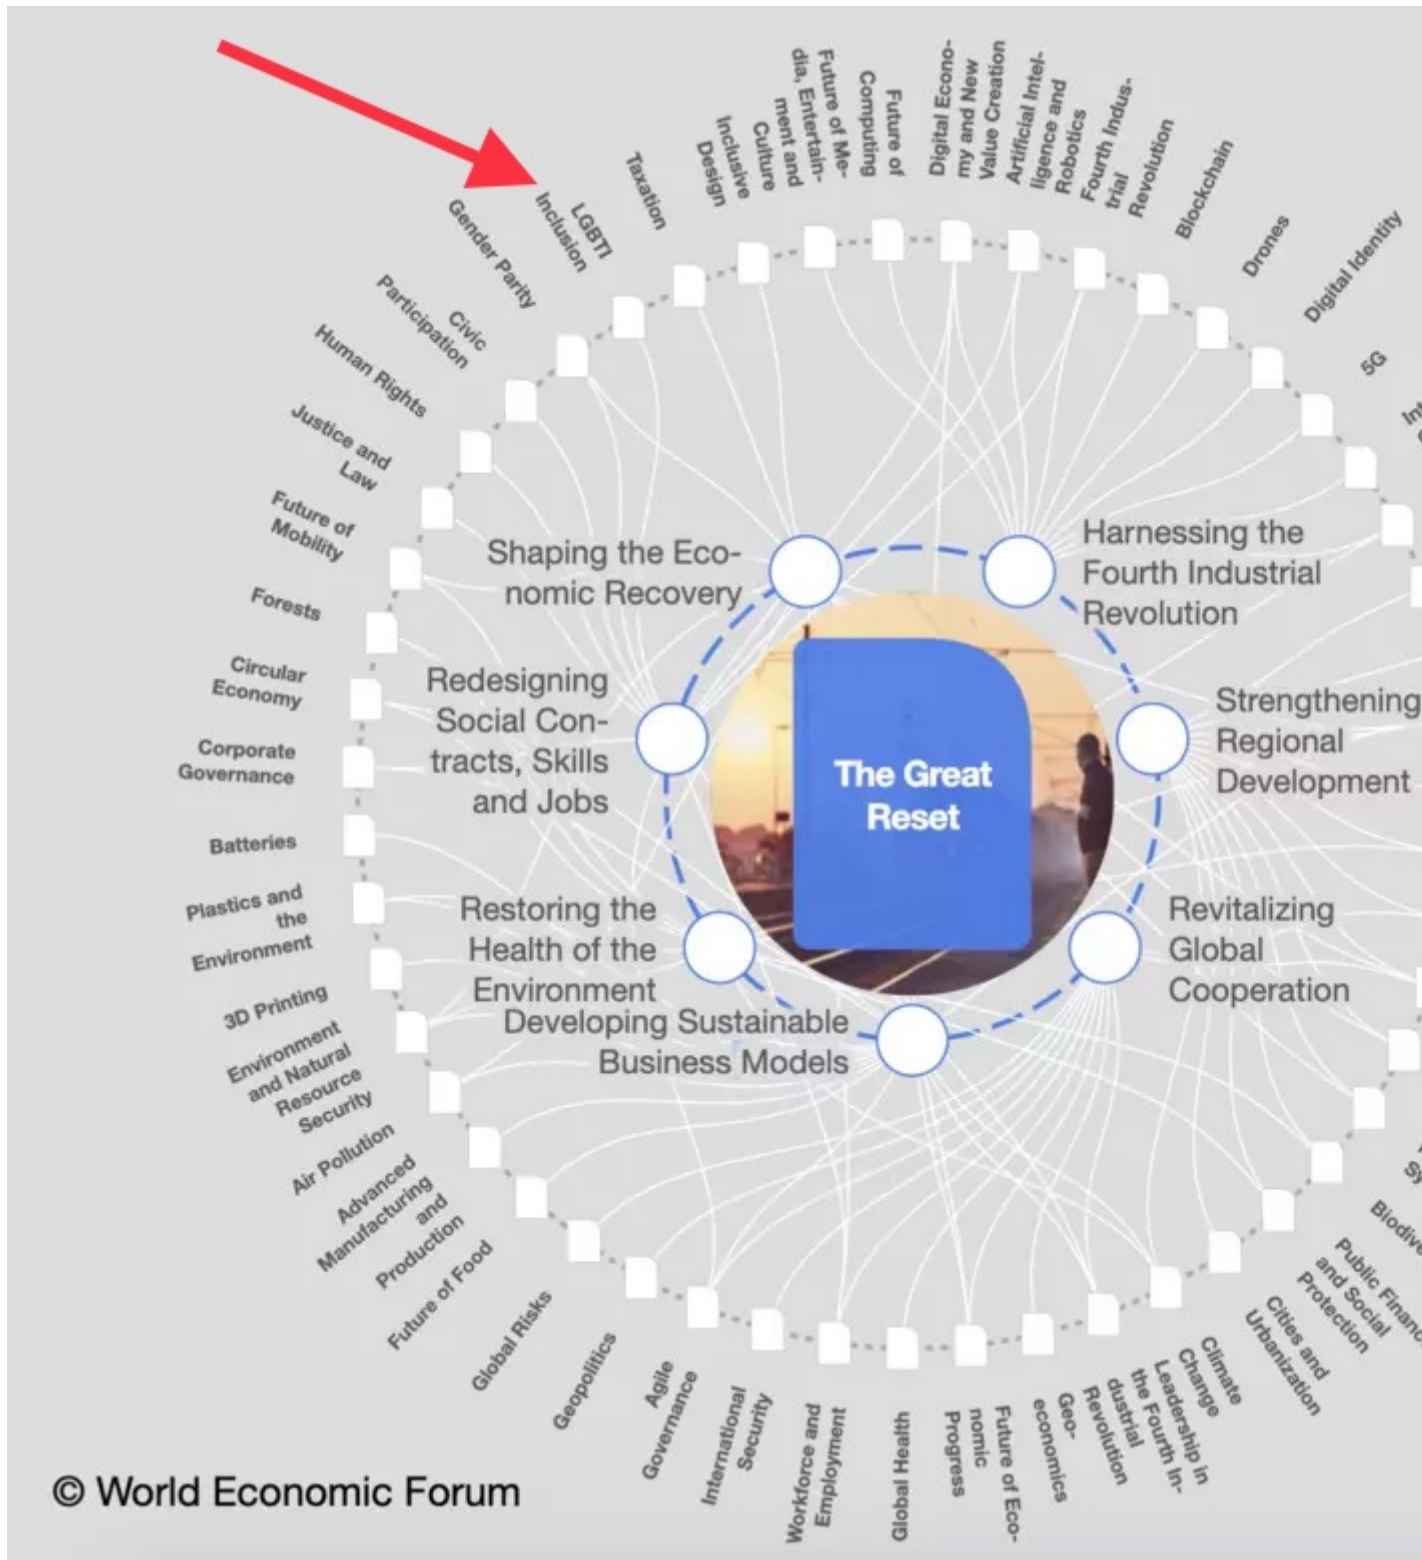 The Great
Reset
Shaping the Eco-
nomic Recovery
Harnessing the
Fourth Industrial
Revolution
Strengthening
Regional
Development
Revitalizing
Global
Cooperation
Developing Sustainable
Business Models
Restoring the
Health of the
Environment
Redesigning
Social Con-
tracts, Skills
and Jobs
LGBTI
Inclusion
Taxation
Inclusive
Design
Future of Me-
dia, Entertain-
ment and
Culture
Future of
Computing
Digital Econo-
my and New
Value Creation
Artificial Intel-
ligence and
Robotics
Fourth Indus-
trial
Revolution
Blockchain
Drones
Digital Identity
5G
Biodive
Public Financ
and Social
Protection
Cities and
Urbanization
Climate
Change
Leadership in
the Fourth In-
dustrial
Revolution
Geo-
economics
Future of Eco-
nomic
Progress
Global Health
Workforce and
Employment
International
Security
Agile
Governance
Geopolitics
Global Risks
Future of Food
Advanced
Manufacturing
and
Production
Air Pollution
Environment
and Natural
Resource
Security
3D Printing
Plastics and
the
Environment
Batteries
Corporate
Governance
Circular
Economy
Forests
Future of
Mobility
Justice and
Law
Human Rights
Civic
Participation
Gender Parity
© World Economic Forum